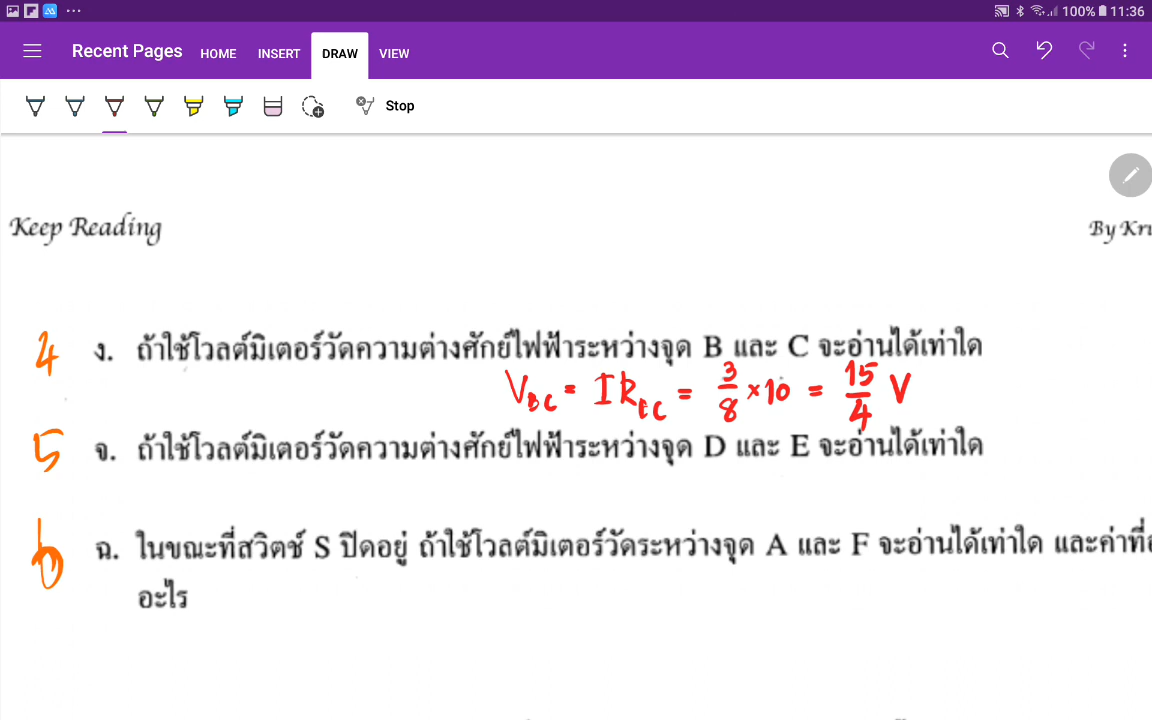 100% 11:36
Recent Pages HOME INSERT DRAW VIEW
Stop
Keep Reading
By Kru
4 ง. ถ้าใช้โวลต์มิเตอร์วัดความต่างศักย์ไฟฟ้าระหว่างจุด B และ C จะอ่านได้เท่าใด
V_BC = I R_BC = 3/8 × 10 = 15/4 V
5 จ. ถ้าใช้โวลต์มิเตอร์วัดความต่างศักย์ไฟฟ้าระหว่างจุด D และ E จะอ่านได้เท่าใด
6 ฉ. ในขณะที่สวิตช์ S ปิดอยู่ ถ้าใช้โวลต์มิเตอร์วัดระหว่างจุด A และ F จะอ่านได้เท่าใด และค่าที่
อะไร